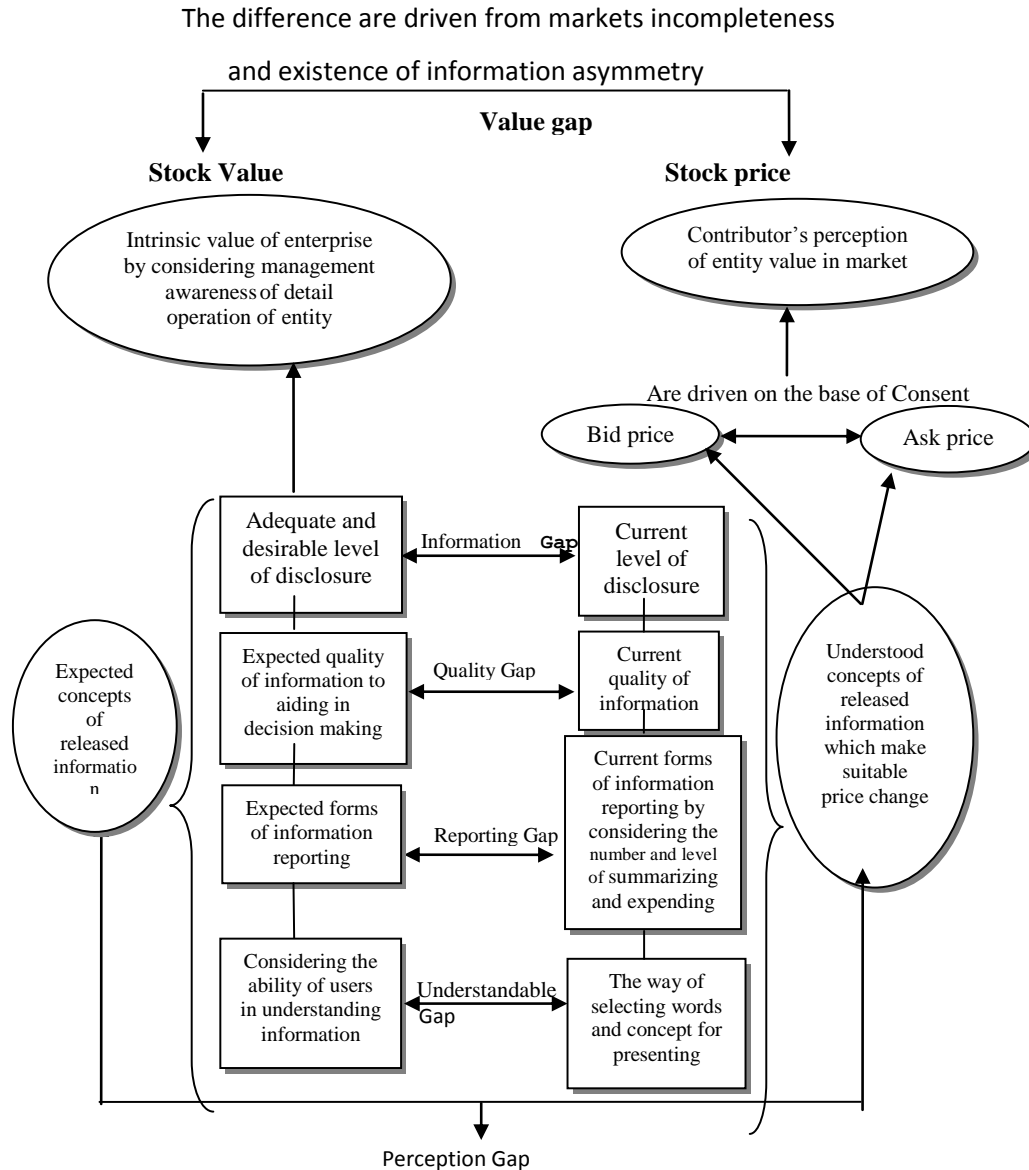 The difference are driven from markets incompleteness
and existence of information asymmetry
Value gap
Stock Value
Stock price
Intrinsic value of enterprise
by considering management
awareness of detail
operation of entity
Contributor's perception
of entity value in market
Are driven on the base of Consent
Bid price
Ask price
Adequate and
desirable level
of disclosure
Information Gap
Current
level of
disclosure
Expected
concepts
of
released
informatio
n
Expected quality
of information to
aiding in
decision making
Quality Gap
Current
quality of
information
Understood
concepts of
released
information
which make
suitable
price change
Expected forms
of information
reporting
Reporting Gap
Current forms
of information
reporting by
considering the
number and level
of summarizing
and expending
Considering the
ability of users
in understanding
information
Understandable
Gap
The way of
selecting words
and concept for
presenting
Perception Gap